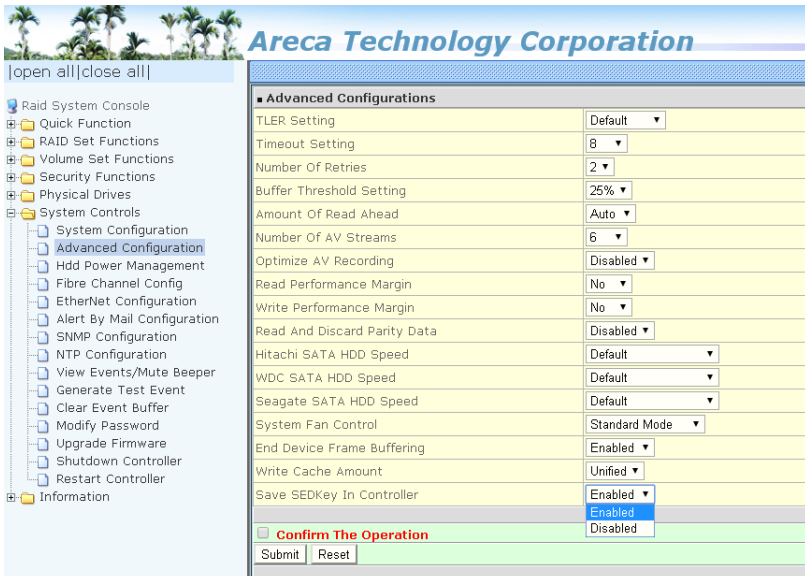 Areca Technology Corporation
|open all|close all|
Raid System Console
Quick Function
RAID Set Functions
Volume Set Functions
Security Functions
Physical Drives
System Controls
System Configuration
Advanced Configuration
Hdd Power Management
Fibre Channel Config
EtherNet Configuration
Alert By Mail Configuration
SNMP Configuration
NTP Configuration
View Events/Mute Beeper
Generate Test Event
Clear Event Buffer
Modify Password
Upgrade Firmware
Shutdown Controller
Restart Controller
Information
Advanced Configurations
TLER Setting Default
Timeout Setting 8
Number Of Retries 2
Buffer Threshold Setting 25%
Amount Of Read Ahead Auto
Number Of AV Streams 6
Optimize AV Recording Disabled
Read Performance Margin No
Write Performance Margin No
Read And Discard Parity Data Disabled
Hitachi SATA HDD Speed Default
WDC SATA HDD Speed Default
Seagate SATA HDD Speed Default
System Fan Control Standard Mode
End Device Frame Buffering Enabled
Write Cache Amount Unified
Save SEDKey In Controller Enabled
Enabled
Disabled
Confirm The Operation
Submit Reset